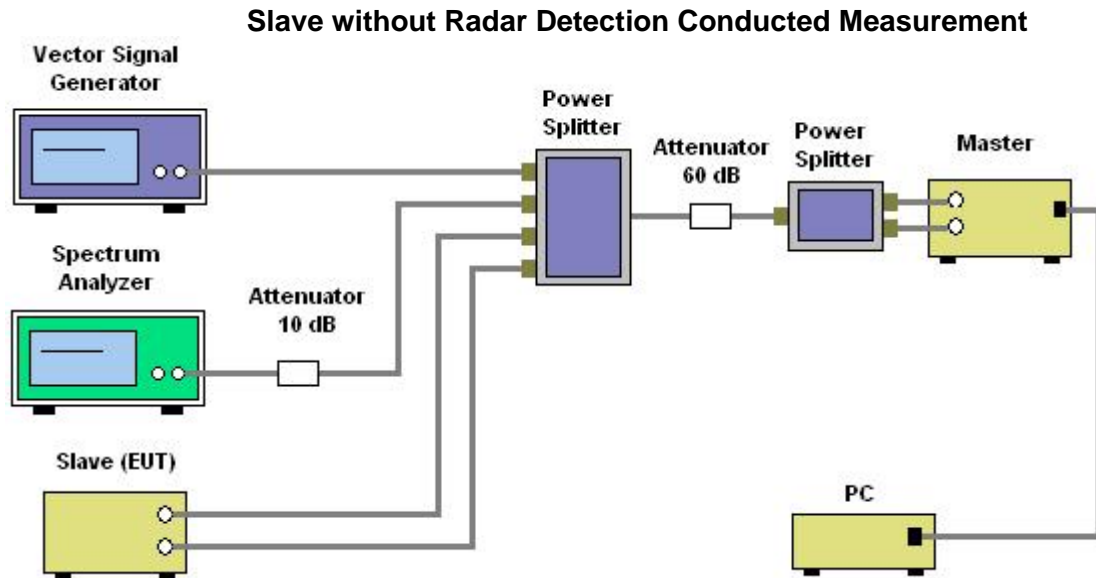 Slave without Radar Detection Conducted Measurement
Vector Signal
Generator
Power
Splitter
Attenuator
60 dB
Power
Splitter
Master
Spectrum
Analyzer
Attenuator
10 dB
Slave (EUT)
PC